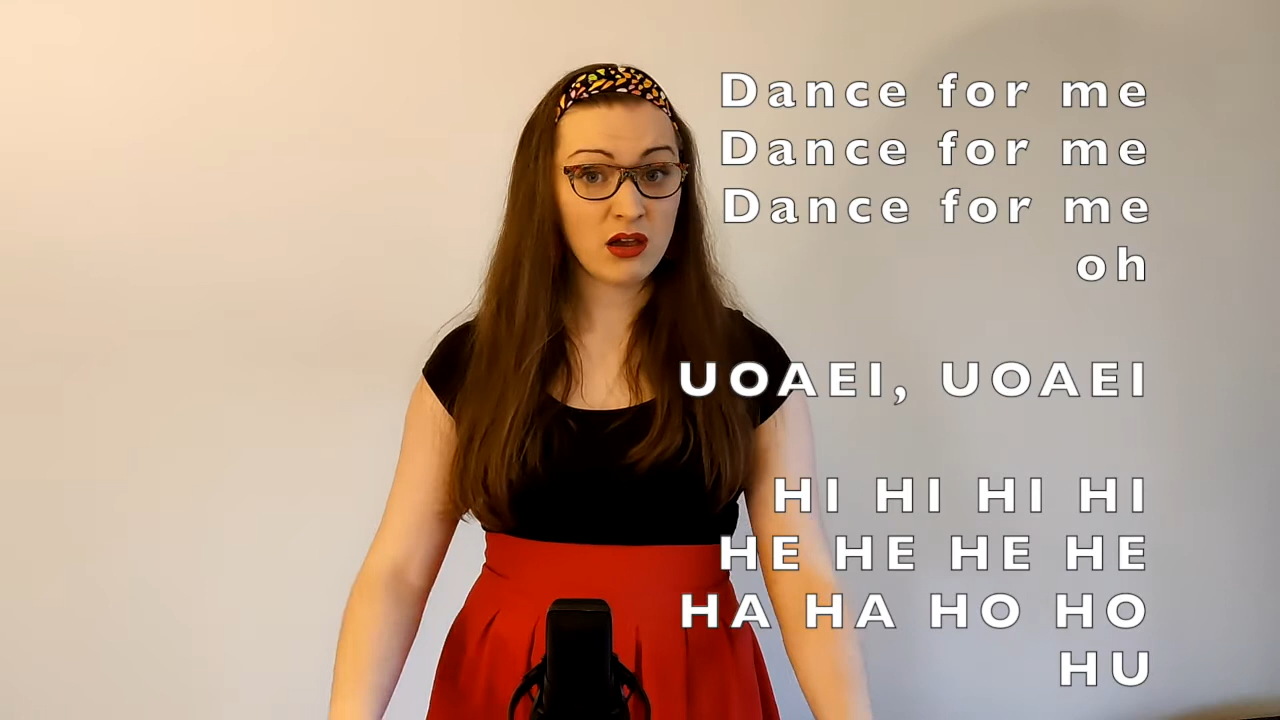 Dance for me
Dance for me
Dance for me
oh
UOAEI, UOAEI
HI HI HI HI
HE HE HE HE
HA HA HO HO
HU